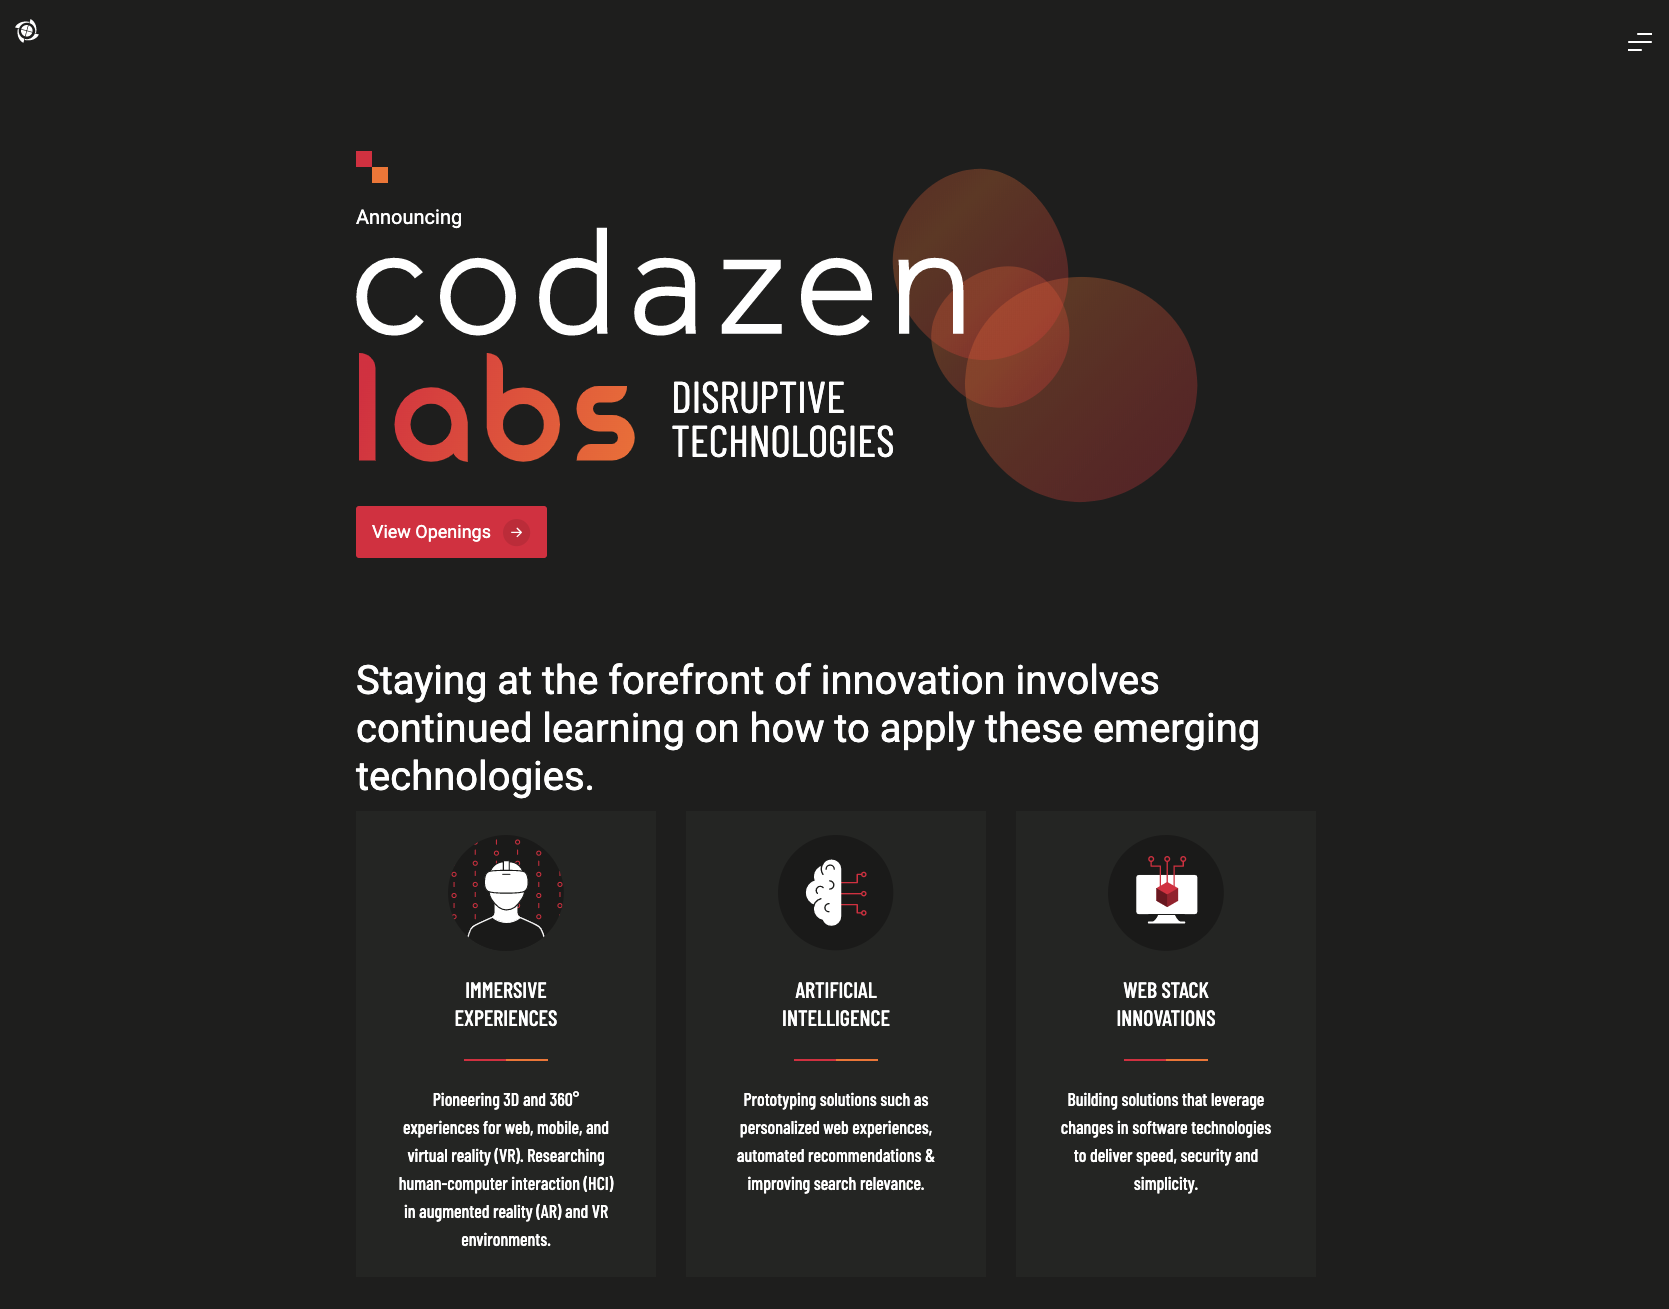 Announcing
codazen
labs
DISRUPTIVE
TECHNOLOGIES
View Openings
Staying at the forefront of innovation involves
continued learning on how to apply these emerging
technologies.
IMMERSIVE
EXPERIENCES
Pioneering 3D and 360°
experiences for web, mobile, and
virtual reality (VR). Researching
human-computer interaction (HCI)
in augmented reality (AR) and VR
environments.
ARTIFICIAL
INTELLIGENCE
Prototyping solutions such as
personalized web experiences,
automated recommendations &
improving search relevance.
WEB STACK
INNOVATIONS
Building solutions that leverage
changes in software technologies
to deliver speed, security and
simplicity.